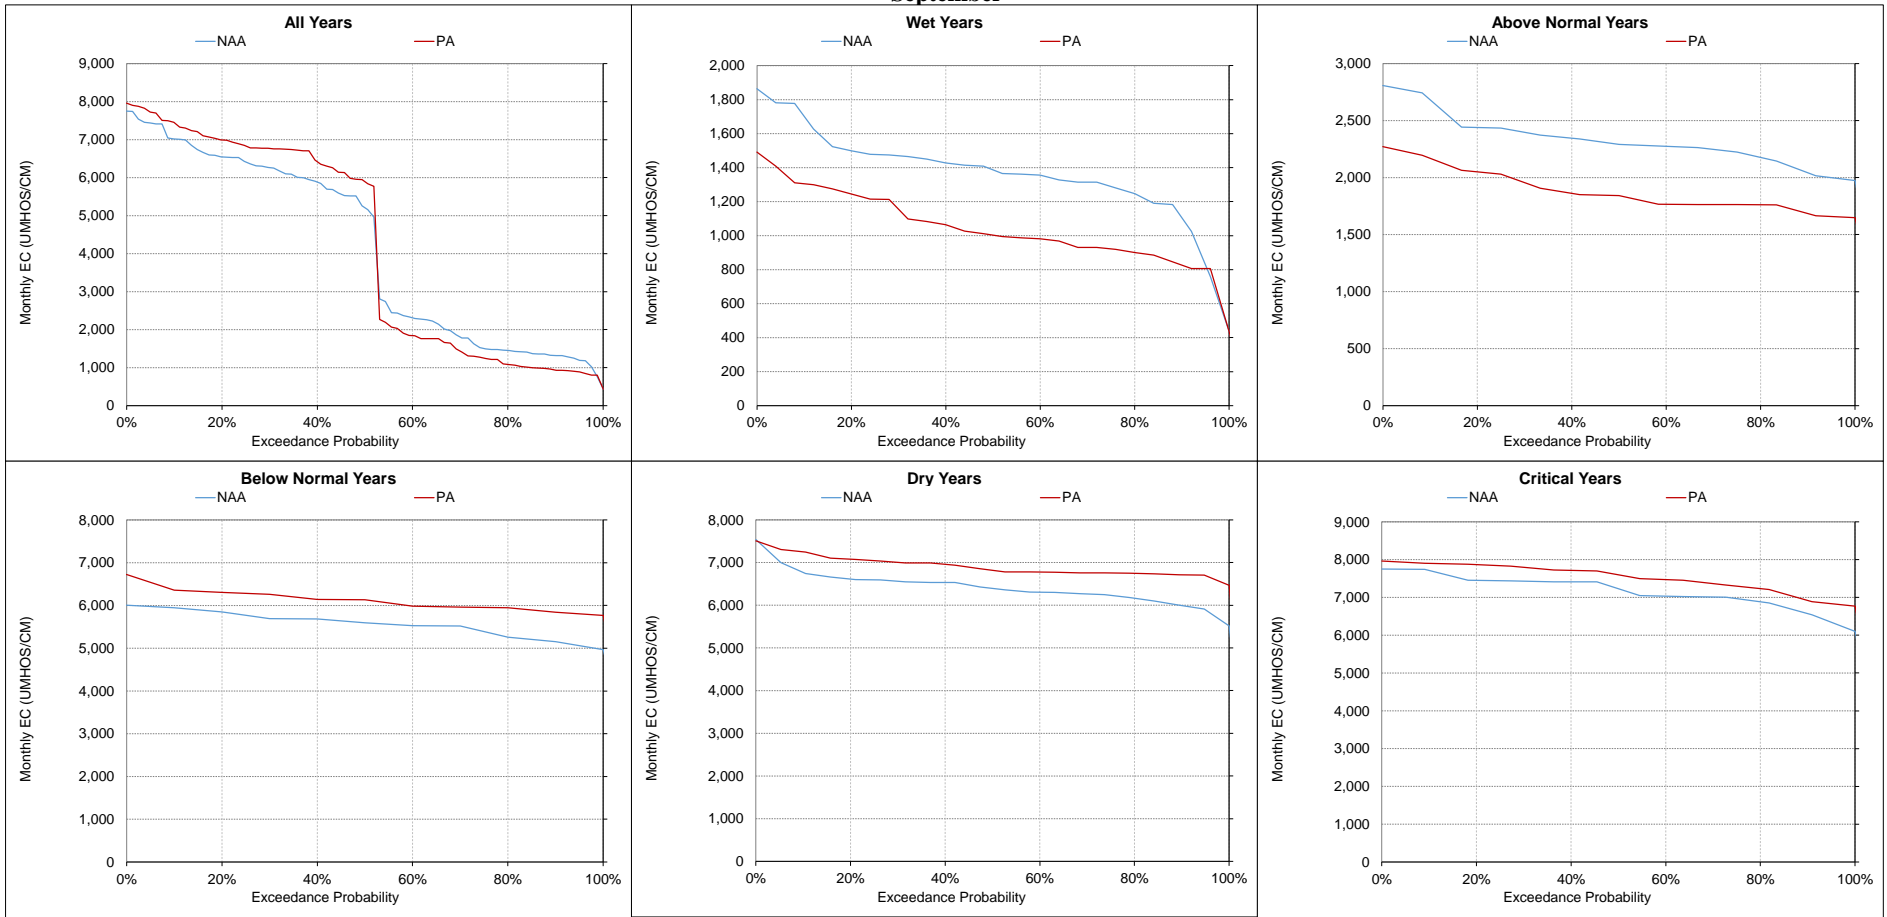 September
All Years
NAA PA
9,000
8,000
7,000
6,000
5,000
4,000
3,000
2,000
1,000
0
0% 20% 40% 60% 80% 100%
Monthly EC (UMHOS/CM)
Exceedance Probability
Wet Years
NAA PA
2,000
1,800
1,600
1,400
1,200
1,000
800
600
400
200
0
0% 20% 40% 60% 80% 100%
Monthly EC (UMHOS/CM)
Exceedance Probability
Above Normal Years
NAA PA
3,000
2,500
2,000
1,500
1,000
500
0
0% 20% 40% 60% 80% 100%
Monthly EC (UMHOS/CM)
Exceedance Probability
Below Normal Years
NAA PA
8,000
7,000
6,000
5,000
4,000
3,000
2,000
1,000
0
0% 20% 40% 60% 80% 100%
Monthly EC (UMHOS/CM)
Exceedance Probability
Dry Years
NAA PA
8,000
7,000
6,000
5,000
4,000
3,000
2,000
1,000
0
0% 20% 40% 60% 80% 100%
Monthly EC (UMHOS/CM)
Exceedance Probability
Critical Years
NAA PA
9,000
8,000
7,000
6,000
5,000
4,000
3,000
2,000
1,000
0
0% 20% 40% 60% 80% 100%
Monthly EC (UMHOS/CM)
Exceedance Probability